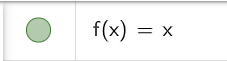 f(x) = x